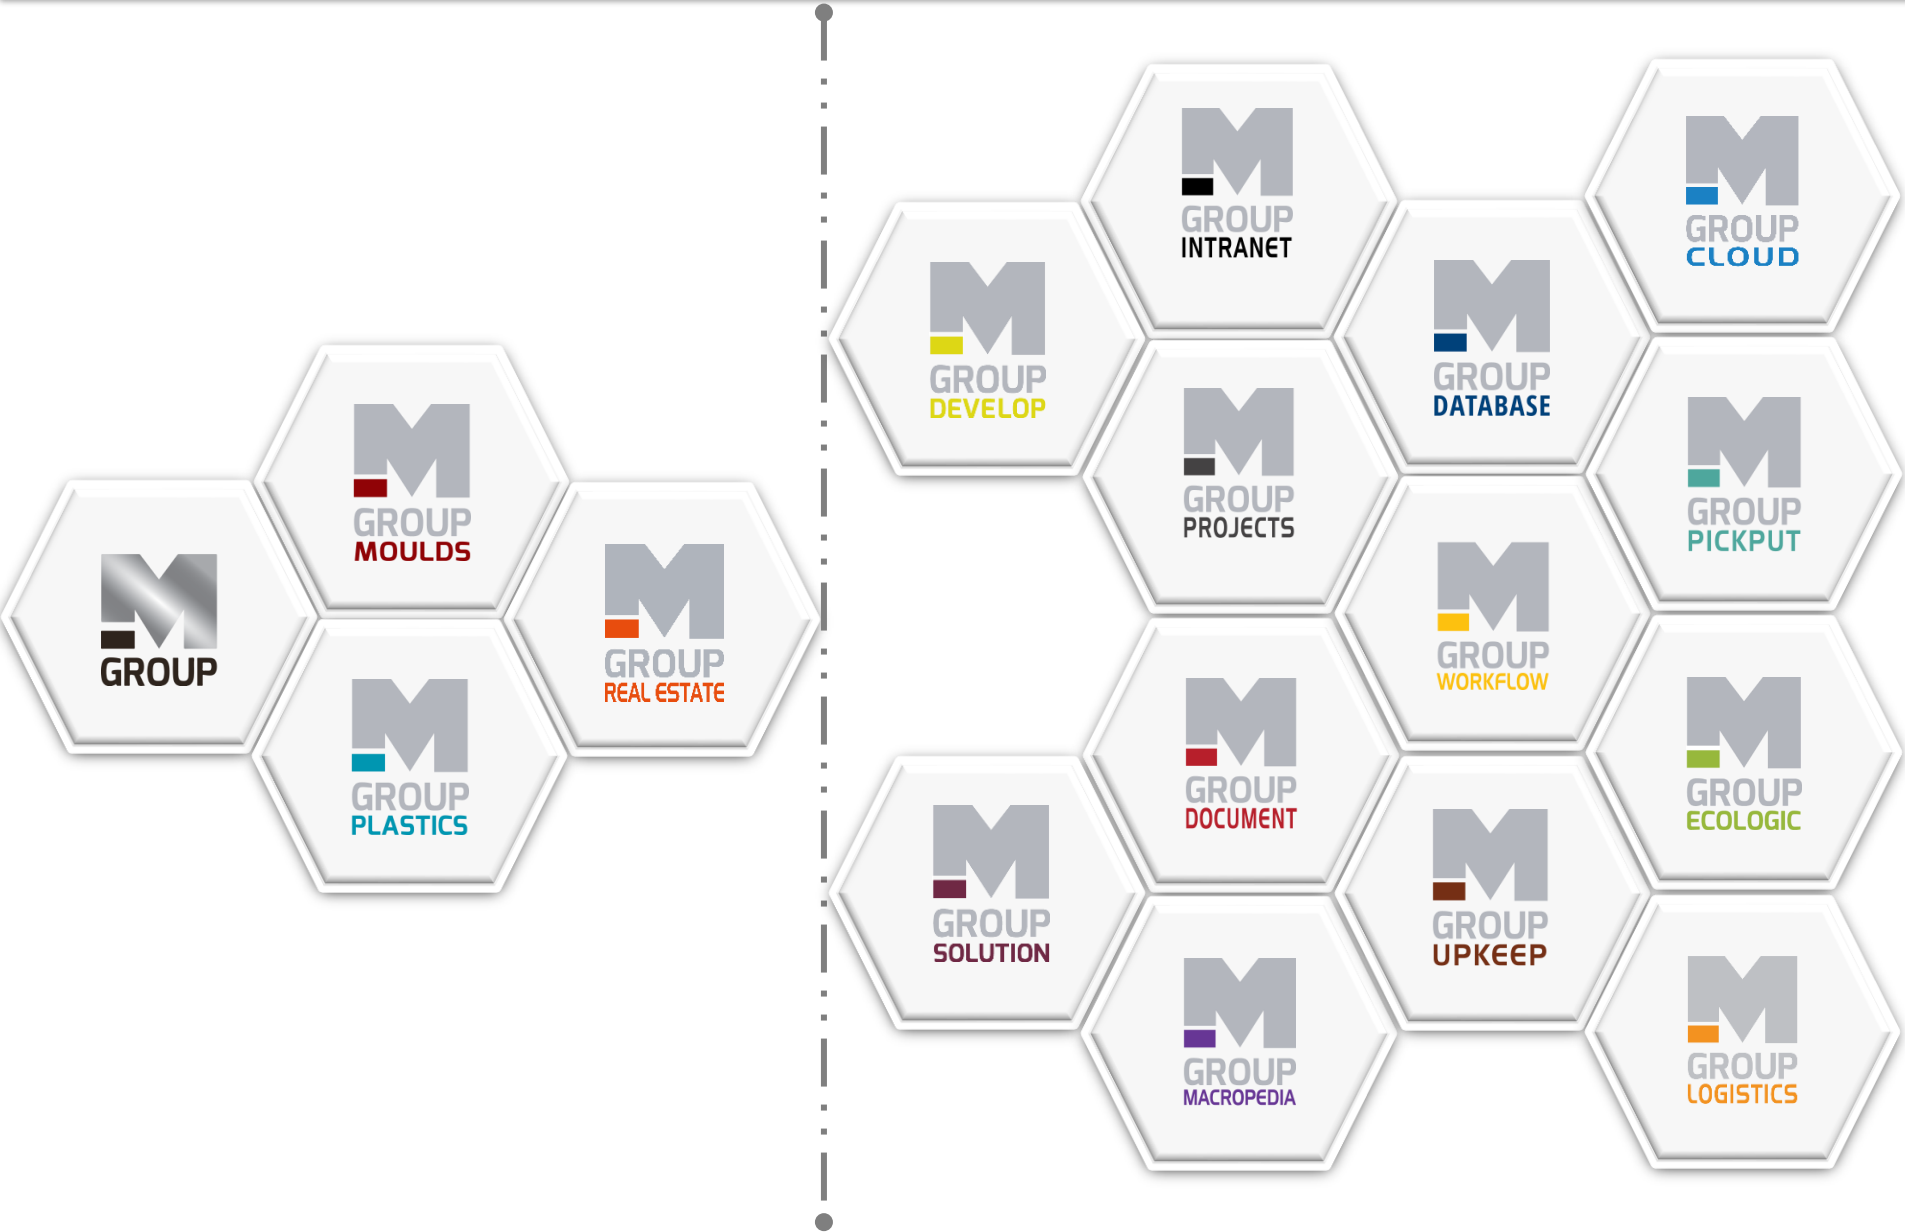 M
GROUP
M
GROUP
MOULDS
M
GROUP
PLASTICS
M
GROUP
REAL ESTATE
M
GROUP
DEVELOP
M
GROUP
SOLUTION
M
GROUP
INTRANET
M
GROUP
PROJECTS
M
GROUP
DOCUMENT
M
GROUP
MACROPEDIA
M
GROUP
DATABASE
M
GROUP
WORKFLOW
M
GROUP
UPKEEP
M
GROUP
CLOUD
M
GROUP
PICKPUT
M
GROUP
ECOLOGIC
M
GROUP
LOGISTICS